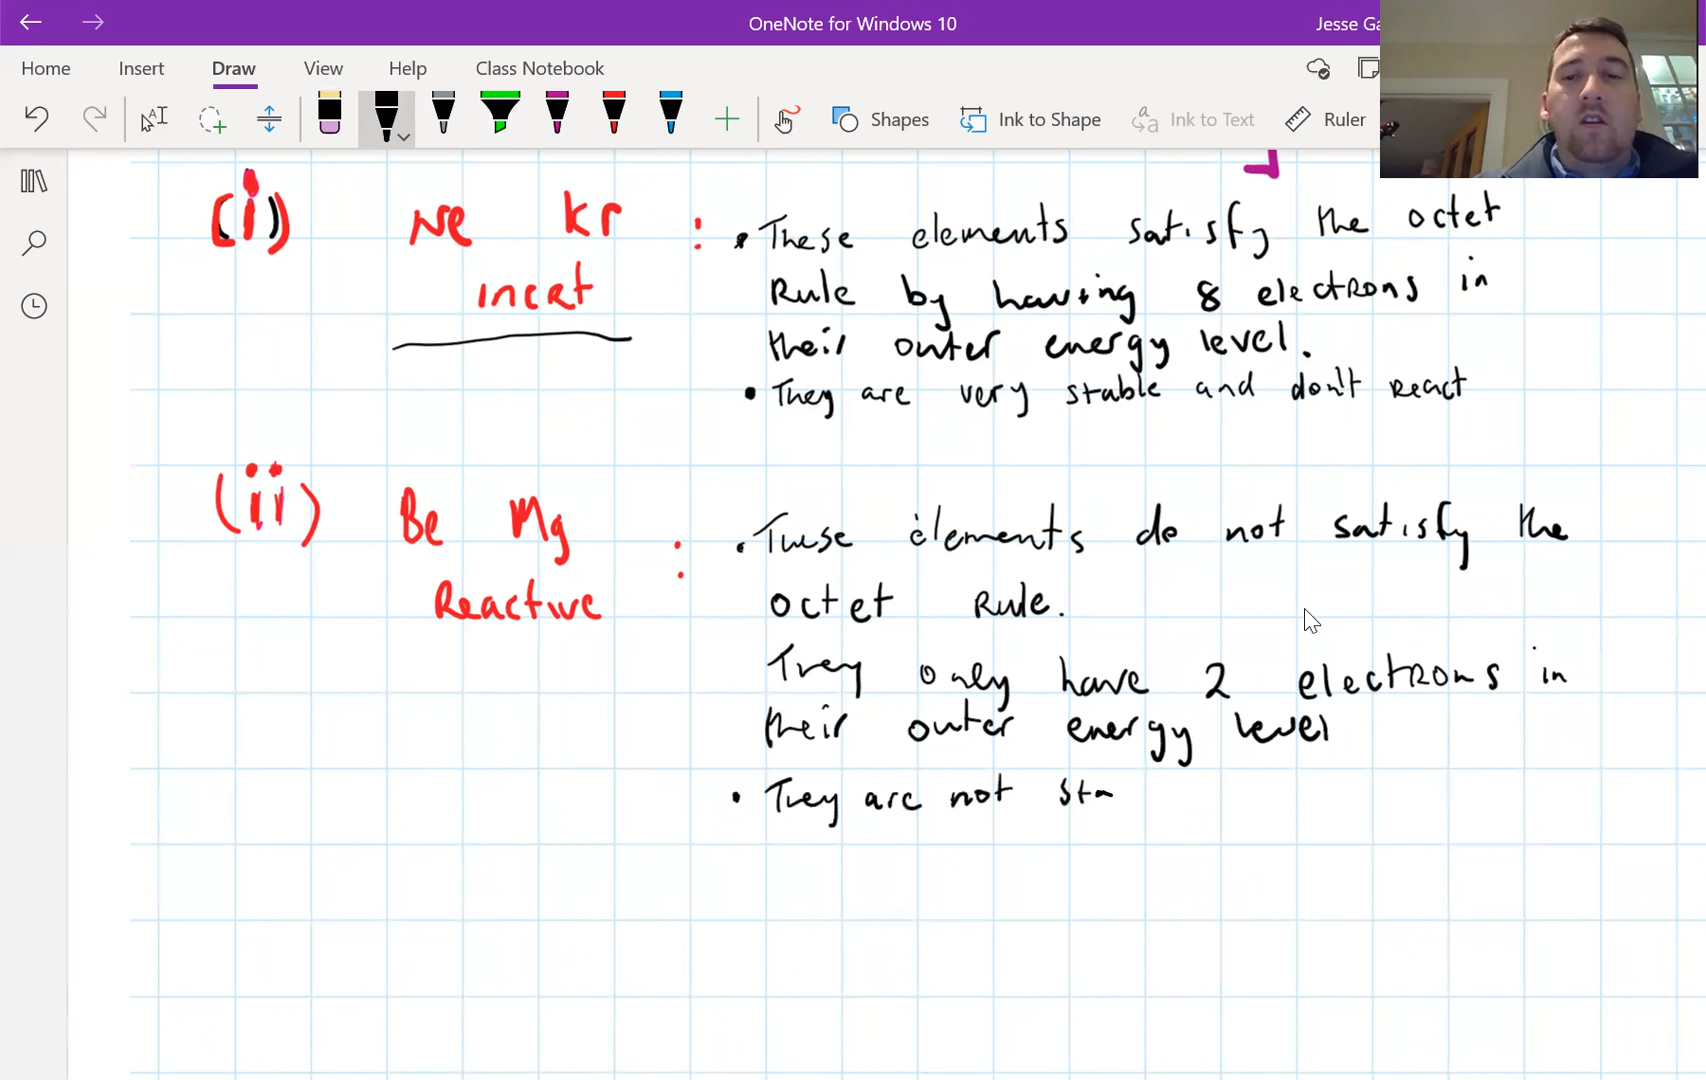 OneNote for Windows 10
Jesse Ga
Home Insert Draw View Help Class Notebook
Shapes Ink to Shape Ink to Text Ruler
(i) Ne Kr : • These elements satisfy the octet
Rule by having 8 electrons in
inert
their outer energy level.
• They are very stable and don't React
(ii) Be Mg : • These elements do not satisfy the
Reactive
octet Rule.
They only have 2 electrons in
their outer energy level
• They are not sta